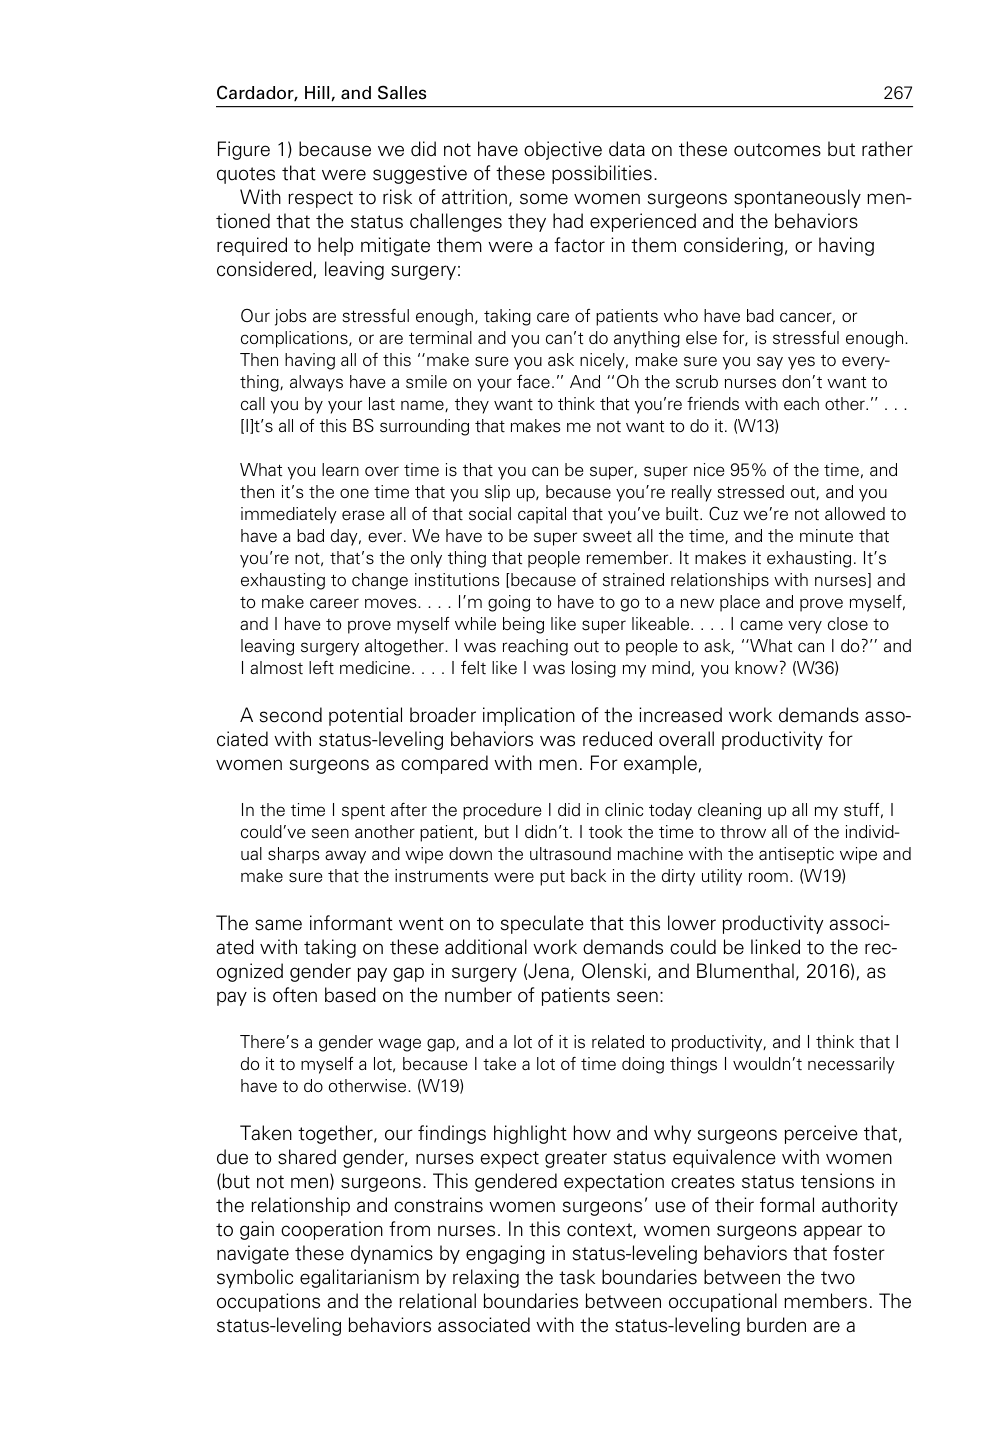 Cardador, Hill, and Salles 267
Figure 1) because we did not have objective data on these outcomes but rather
quotes that were suggestive of these possibilities.
With respect to risk of attrition, some women surgeons spontaneously men-
tioned that the status challenges they had experienced and the behaviors
required to help mitigate them were a factor in them considering, or having
considered, leaving surgery:
Our jobs are stressful enough, taking care of patients who have bad cancer, or
complications, or are terminal and you can't do anything else for, is stressful enough.
Then having all of this ''make sure you ask nicely, make sure you say yes to every-
thing, always have a smile on your face.'' And ''Oh the scrub nurses don't want to
call you by your last name, they want to think that you're friends with each other.'' . . .
[I]t's all of this BS surrounding that makes me not want to do it. (W13)
What you learn over time is that you can be super, super nice 95% of the time, and
then it's the one time that you slip up, because you're really stressed out, and you
immediately erase all of that social capital that you've built. Cuz we're not allowed to
have a bad day, ever. We have to be super sweet all the time, and the minute that
you're not, that's the only thing that people remember. It makes it exhausting. It's
exhausting to change institutions [because of strained relationships with nurses] and
to make career moves. . . . I'm going to have to go to a new place and prove myself,
and I have to prove myself while being like super likeable. . . . I came very close to
leaving surgery altogether. I was reaching out to people to ask, ''What can I do?'' and
I almost left medicine. . . . I felt like I was losing my mind, you know? (W36)
A second potential broader implication of the increased work demands asso-
ciated with status-leveling behaviors was reduced overall productivity for
women surgeons as compared with men. For example,
In the time I spent after the procedure I did in clinic today cleaning up all my stuff, I
could've seen another patient, but I didn't. I took the time to throw all of the individ-
ual sharps away and wipe down the ultrasound machine with the antiseptic wipe and
make sure that the instruments were put back in the dirty utility room. (W19)
The same informant went on to speculate that this lower productivity associ-
ated with taking on these additional work demands could be linked to the rec-
ognized gender pay gap in surgery (Jena, Olenski, and Blumenthal, 2016), as
pay is often based on the number of patients seen:
There's a gender wage gap, and a lot of it is related to productivity, and I think that I
do it to myself a lot, because I take a lot of time doing things I wouldn't necessarily
have to do otherwise. (W19)
Taken together, our findings highlight how and why surgeons perceive that,
due to shared gender, nurses expect greater status equivalence with women
(but not men) surgeons. This gendered expectation creates status tensions in
the relationship and constrains women surgeons' use of their formal authority
to gain cooperation from nurses. In this context, women surgeons appear to
navigate these dynamics by engaging in status-leveling behaviors that foster
symbolic egalitarianism by relaxing the task boundaries between the two
occupations and the relational boundaries between occupational members. The
status-leveling behaviors associated with the status-leveling burden are a